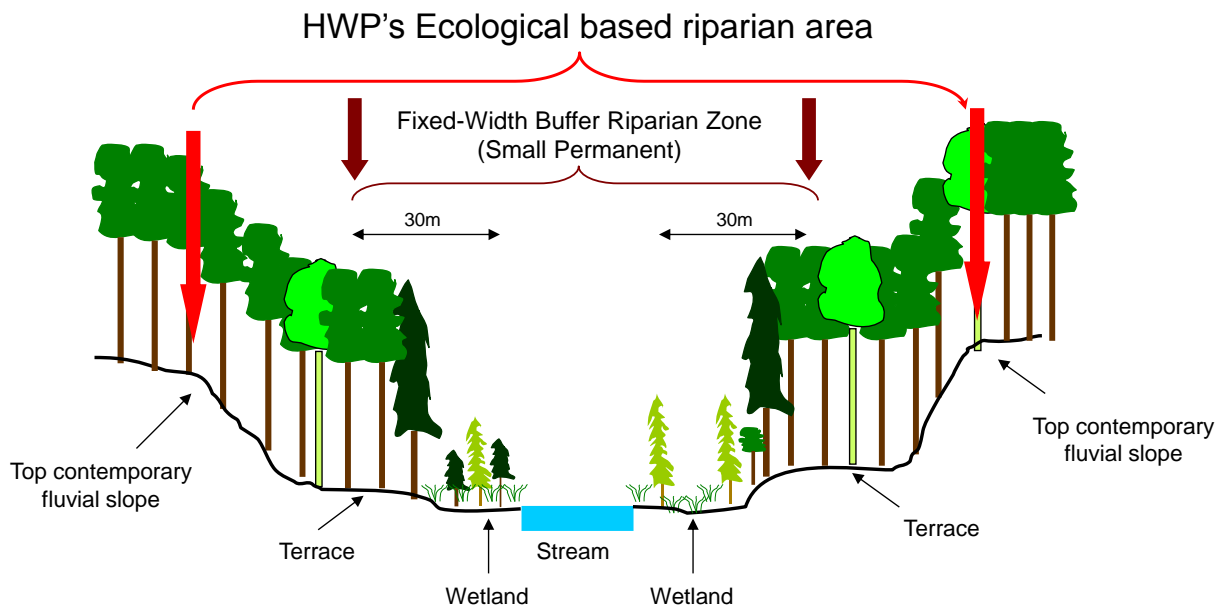 HWP's Ecological based riparian area
Fixed-Width Buffer Riparian Zone
(Small Permanent)
30m
30m
Top contemporary
fluvial slope
Top contemporary
fluvial slope
Terrace
Stream
Terrace
Wetland
Wetland